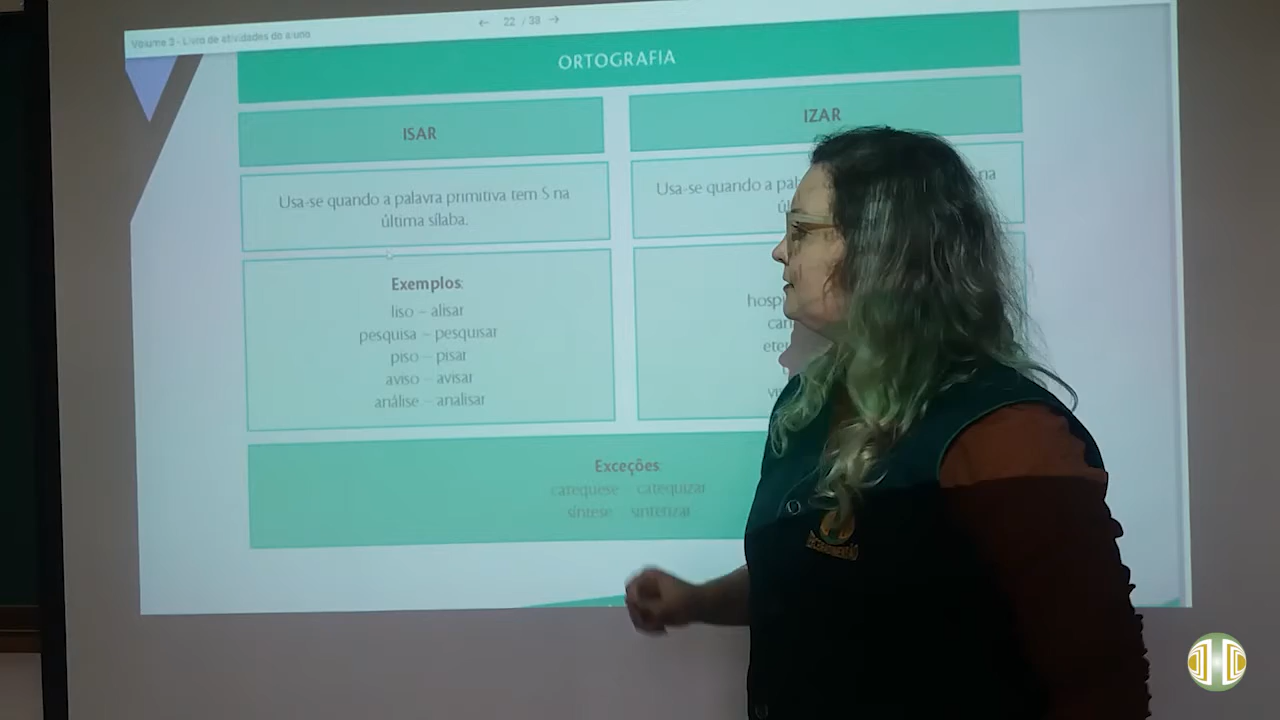 Volume 3 - Livro de atividades do aluno
← 22 / 38 →
ORTOGRAFIA
ISAR
IZAR
Usa-se quando a palavra primitiva tem S na
última sílaba.
Usa-se quando a
na
Exemplos:
liso – alisar
pesquisa – pesquisar
piso – pisar
aviso – avisar
análise – analisar
Exceções:
catequese – catequizar
síntese – sintetizar